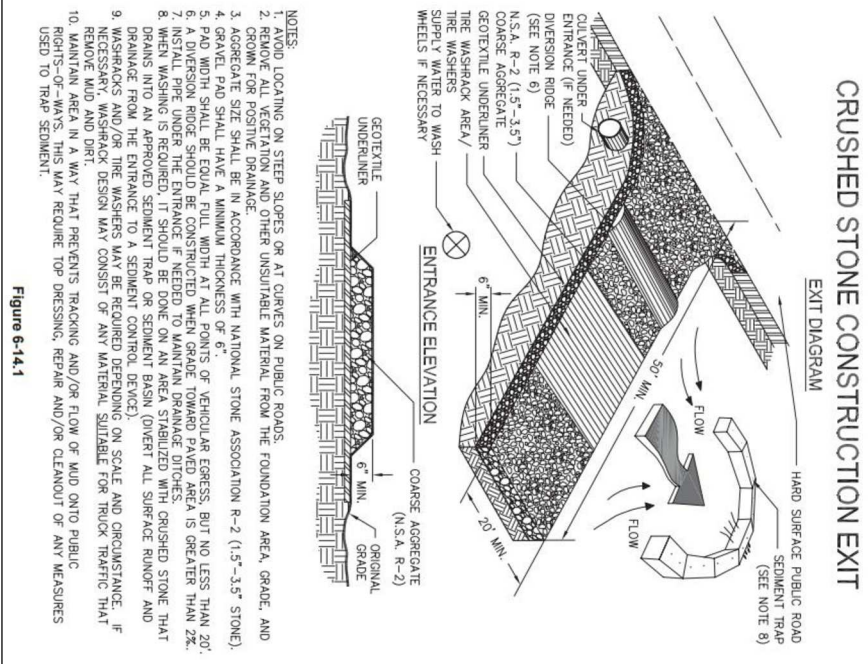 CRUSHED STONE CONSTRUCTION EXIT
EXIT DIAGRAM
HARD SURFACE PUBLIC ROAD
SEDIMENT TRAP
(SEE NOTE 8)
FLOW
FLOW
50' MIN.
20' MIN.
6" MIN.
CULVERT UNDER
ENTRANCE (IF NEEDED)
DIVERSION RIDGE
(SEE NOTE 6)
N.S.A. R-2 (1.5"-3.5")
COARSE AGGREGATE
GEOTEXTILE UNDERLINER
TIRE WASHRACK AREA/
TIRE WASHERS
SUPPLY WATER TO WASH
WHEELS IF NECESSARY
ENTRANCE ELEVATION
COARSE AGGREGATE
(N.S.A. R-2)
6" MIN.
ORIGINAL
GRADE
GEOTEXTILE
UNDERLINER
NOTES:
1. AVOID LOCATING ON STEEP SLOPES OR AT CURVES ON PUBLIC ROADS.
2. REMOVE ALL VEGETATION AND OTHER UNSUITABLE MATERIAL FROM THE FOUNDATION AREA, GRADE, AND
CROWN FOR POSITIVE DRAINAGE.
3. AGGREGATE SIZE SHALL BE IN ACCORDANCE WITH NATIONAL STONE ASSOCIATION R-2 (1.5"-3.5" STONE).
4. GRAVEL PAD SHALL HAVE A MINIMUM THICKNESS OF 6".
5. PAD WIDTH SHALL BE EQUAL FULL WIDTH AT ALL POINTS OF VEHICULAR EGRESS, BUT NO LESS THAN 20'.
6. A DIVERSION RIDGE SHOULD BE CONSTRUCTED WHEN GRADE TOWARD PAVED AREA IS GREATER THAN 2%.
7. INSTALL PIPE UNDER THE ENTRANCE IF NEEDED TO MAINTAIN DRAINAGE DITCHES.
8. WHEN WASHING IS REQUIRED, IT SHOULD BE DONE ON AN AREA STABILIZED WITH CRUSHED STONE THAT
DRAINS INTO AN APPROVED SEDIMENT TRAP OR SEDIMENT BASIN (DIVERT ALL SURFACE RUNOFF AND
DRAINAGE FROM THE ENTRANCE TO A SEDIMENT CONTROL DEVICE).
9. WASHRACKS AND/OR TIRE WASHERS MAY BE REQUIRED DEPENDING ON SCALE AND CIRCUMSTANCE. IF
NECESSARY, WASHRACK DESIGN MAY CONSIST OF ANY MATERIAL SUITABLE FOR TRUCK TRAFFIC THAT
REMOVE MUD AND DIRT.
10. MAINTAIN AREA IN A WAY THAT PREVENTS TRACKING AND/OR FLOW OF MUD ONTO PUBLIC
RIGHTS-OF-WAYS. THIS MAY REQUIRE TOP DRESSING, REPAIR AND/OR CLEANOUT OF ANY MEASURES
USED TO TRAP SEDIMENT.
Figure 6-14.1